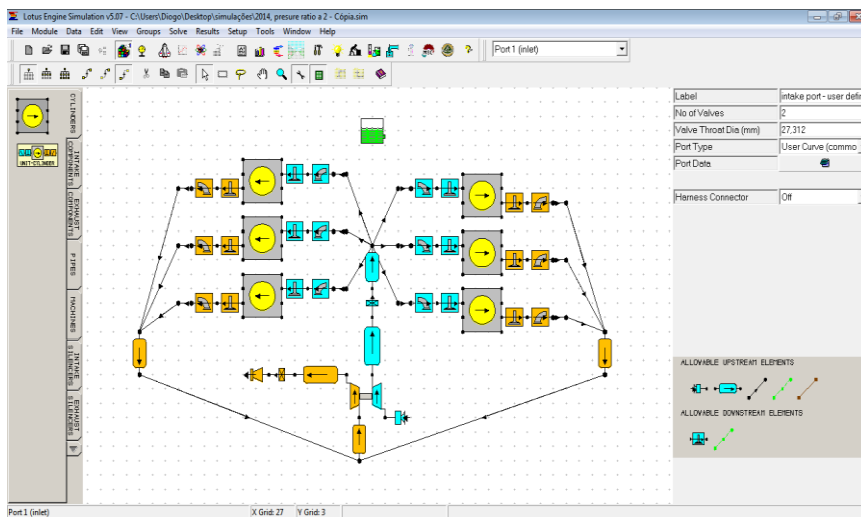 Lotus Engine Simulation v5.07 - C:\Users\Diogo\Desktop\simulações\2014, presure ratio a 2 - Cópia.sim
File Module Data Edit View Groups Solve Results Setup Tools Window Help
Port 1 (inlet)
CYLINDERS
UNIT-CYLINDER
INTAKE COMPONENTS
EXHAUST COMPONENTS
PIPES
MACHINES
INTAKE SILENCERS
EXHAUST SILENCERS
Label intake port - user defin
No of Valves 2
Valve Throat Dia (mm) 27,312
Port Type User Curve (commo
Port Data
Harness Connector Off
ALLOWABLE UPSTREAM ELEMENTS
ALLOWABLE DOWNSTREAM ELEMENTS
Port 1 (inlet) X Grid: 27 Y Grid: 3